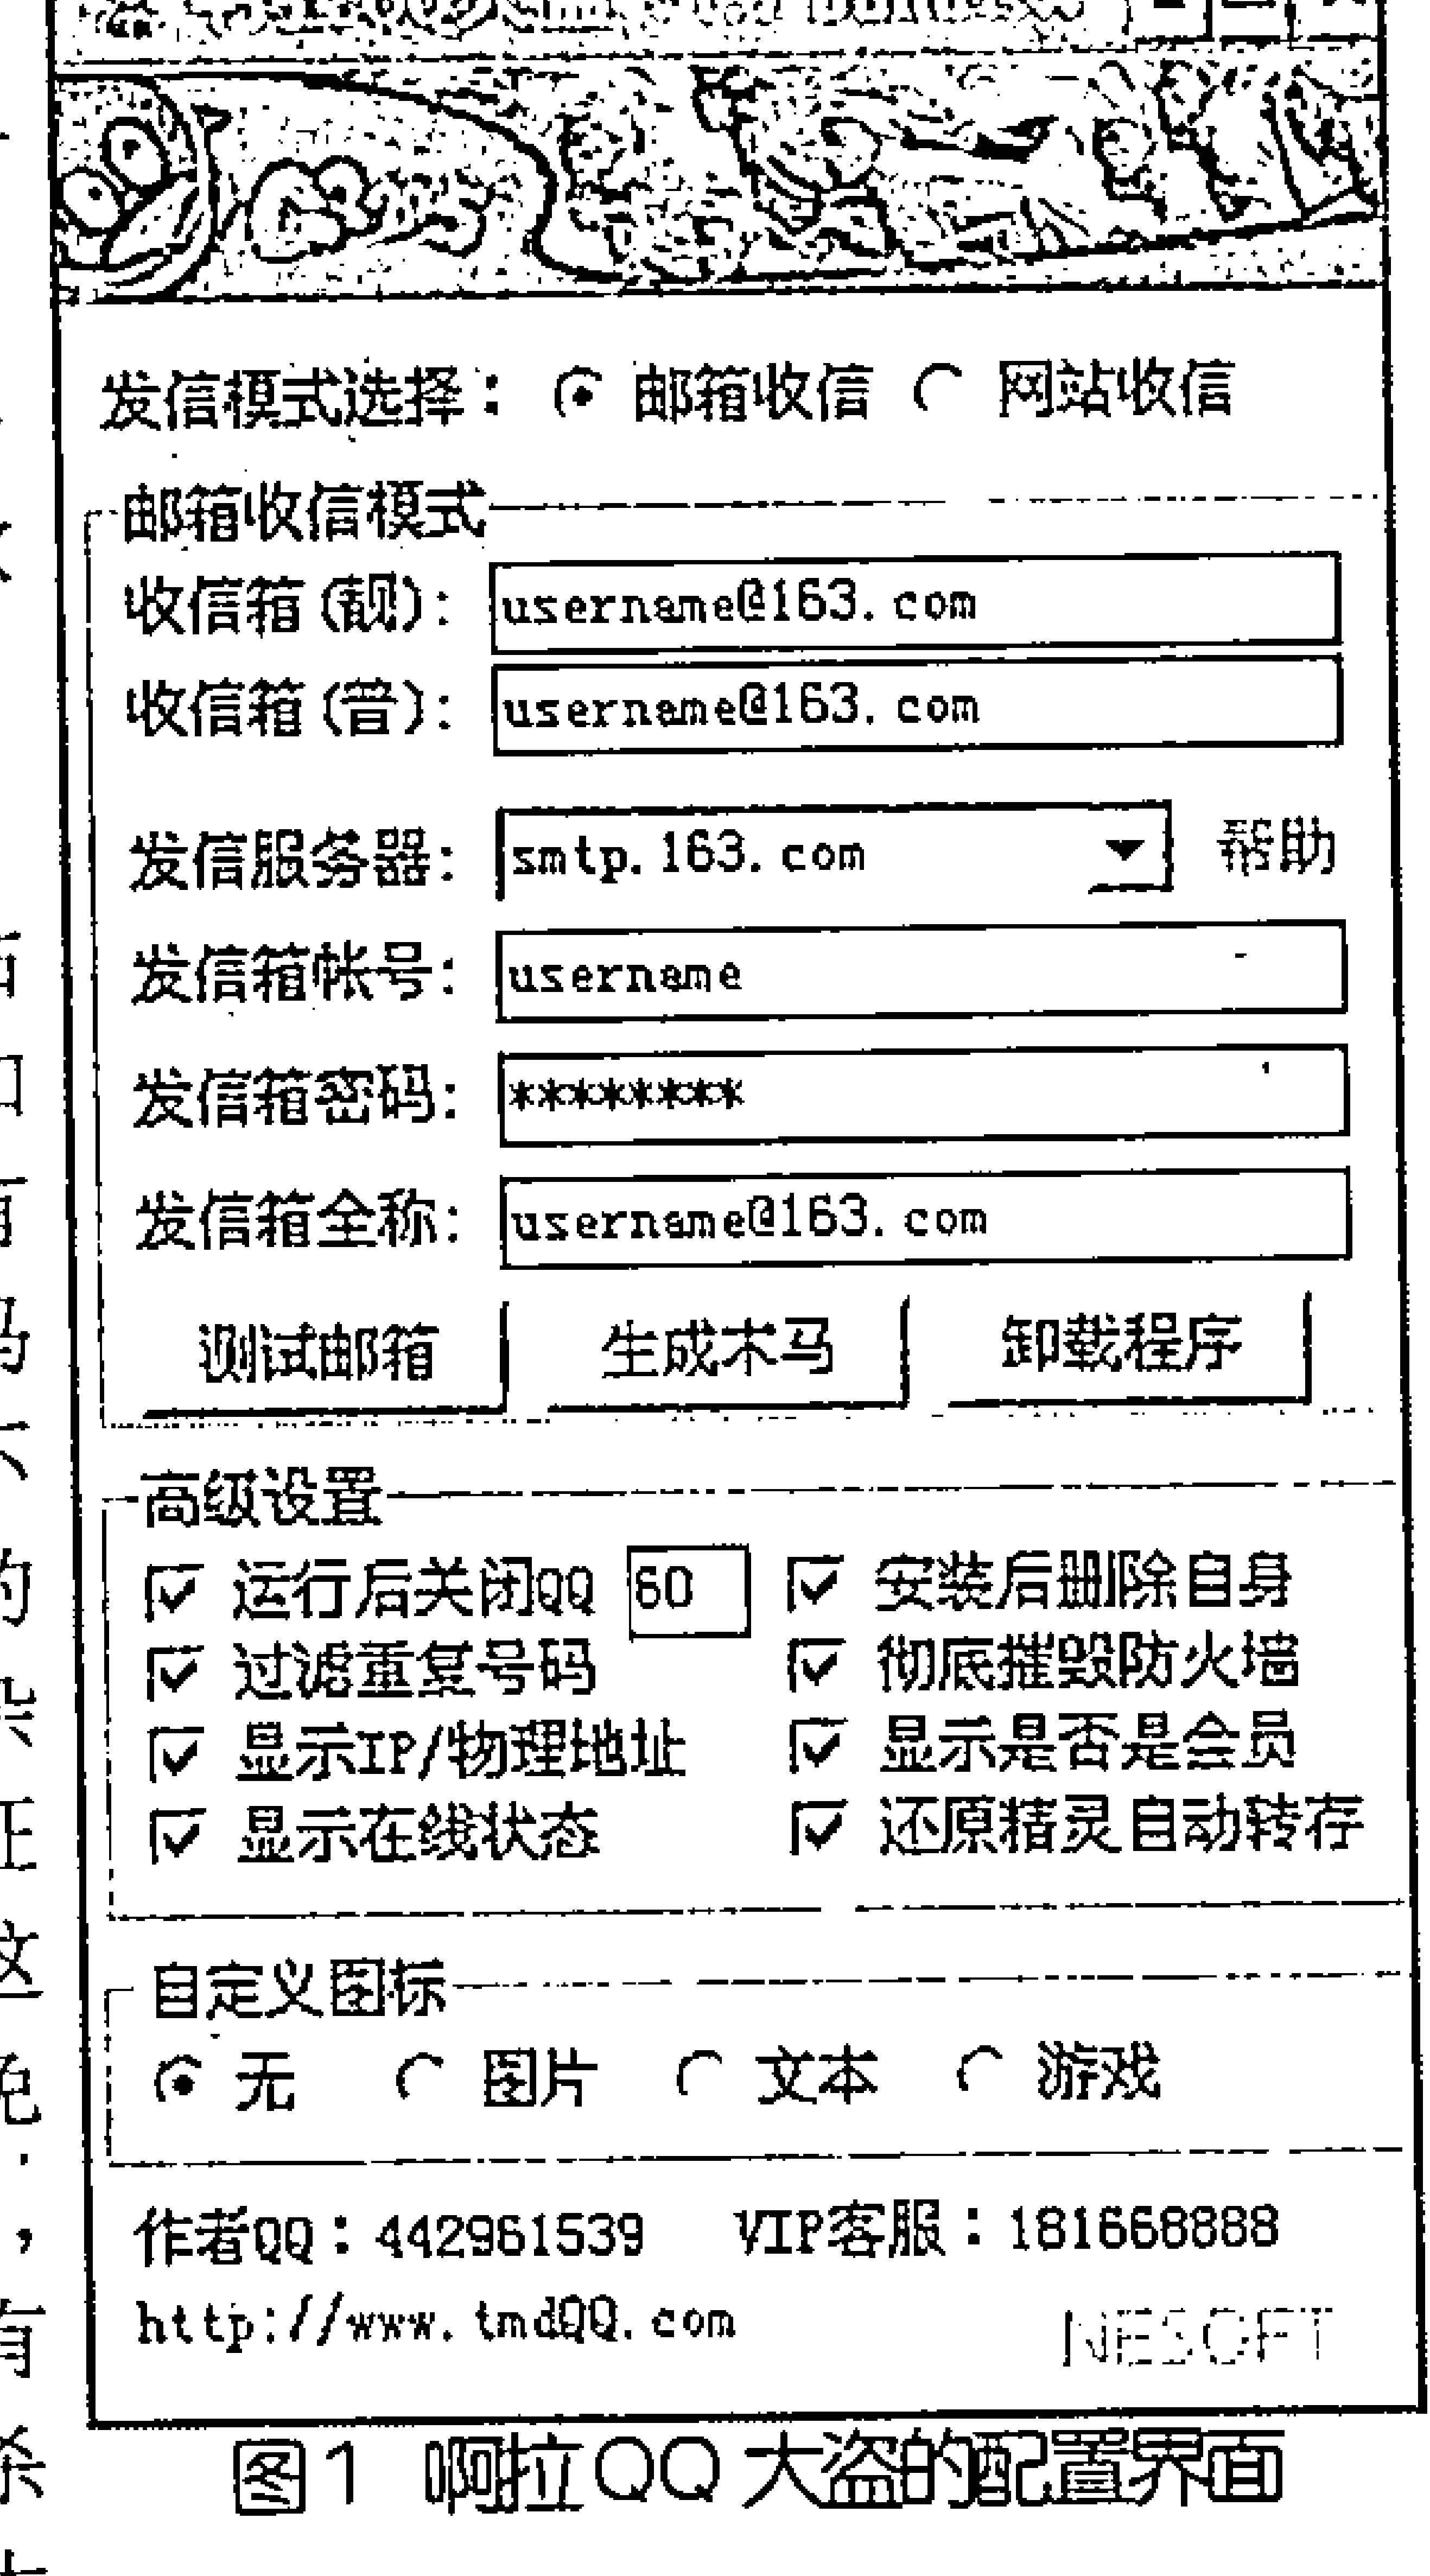 发信模式选择： 邮箱收信 网站收信
邮箱收信模式
收信箱(靓)： username@163.com
收信箱(普)： username@163.com
发信服务器： smtp.163.com 帮助
发信箱帐号： username
发信箱密码： ********
发信箱全称： username@163.com
测试邮箱 生成木马 卸载程序
高级设置
运行后关闭QQ 60 安装后删除自身
过滤重复号码 彻底摧毁防火墙
显示IP/物理地址 显示是否是会员
显示在线状态 还原精灵自动转存
自定义图标
无 图片 文本 游戏
作者QQ：442961539 VIP客服：181668888
http://www.tmdQQ.com NESOFT
图1 啊拉QQ大盗的配置界面